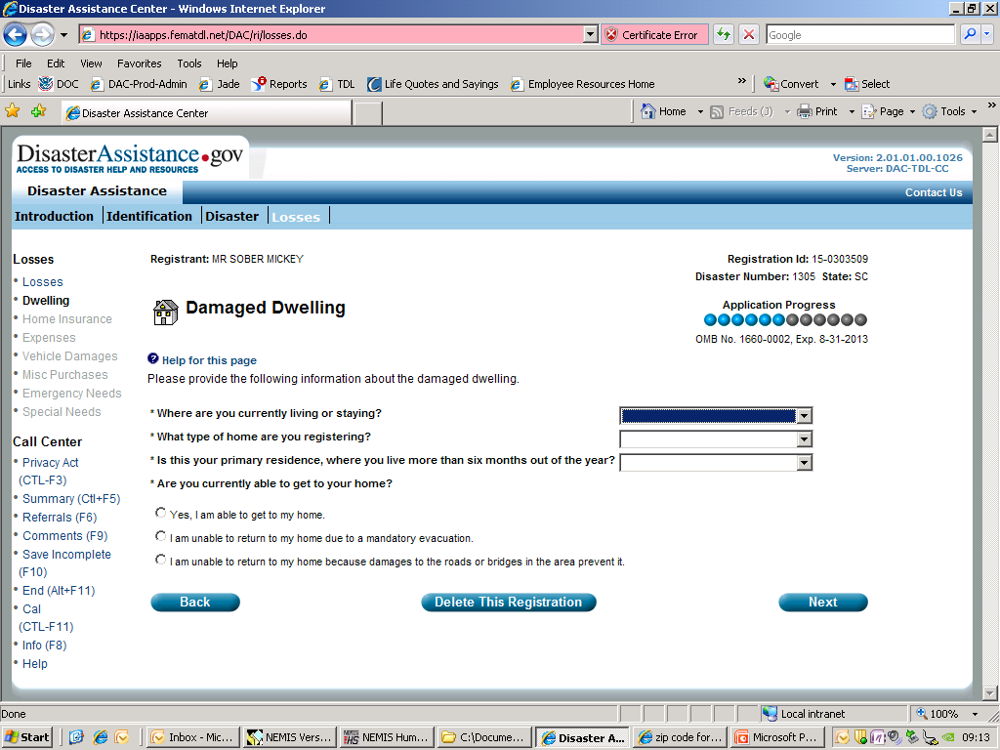 Disaster Assistance Center - Windows Internet Explorer
https://iaapps.fematdl.net/DAC/ri/losses.do
Certificate Error
Google
File Edit View Favorites Tools Help
Links DOC DAC-Prod-Admin Jade Reports TDL Life Quotes and Sayings Employee Resources Home » Convert Select
Disaster Assistance Center
Home Feeds (J) Print Page Tools »
DisasterAssistance.gov
ACCESS TO DISASTER HELP AND RESOURCES
Version: 2.01.01.00.1026
Server: DAC-TDL-CC
Disaster Assistance
Contact Us
Introduction Identification Disaster Losses
Losses
• Losses
• Dwelling
• Home Insurance
• Expenses
• Vehicle Damages
• Misc Purchases
• Emergency Needs
• Special Needs
Call Center
• Privacy Act
(CTL-F3)
• Summary (Ctl+F5)
• Referrals (F6)
• Comments (F9)
• Save Incomplete
(F10)
• End (Alt+F11)
• Cal
(CTL-F11)
• Info (F8)
• Help
Registrant: MR SOBER MICKEY
Registration Id: 15-0303509
Disaster Number: 1305 State: SC
Damaged Dwelling
Application Progress
OMB No. 1660-0002, Exp. 8-31-2013
? Help for this page
Please provide the following information about the damaged dwelling.
* Where are you currently living or staying?
* What type of home are you registering?
* Is this your primary residence, where you live more than six months out of the year?
* Are you currently able to get to your home?
Yes, I am able to get to my home.
I am unable to return to my home due to a mandatory evacuation.
I am unable to return to my home because damages to the roads or bridges in the area prevent it.
Back Delete This Registration Next
Done Local intranet 100%
Start Inbox - Mic... NEMIS Vers... NEMIS Hum... C:\Docume... Disaster A... zip code for... Microsoft P... 09:13